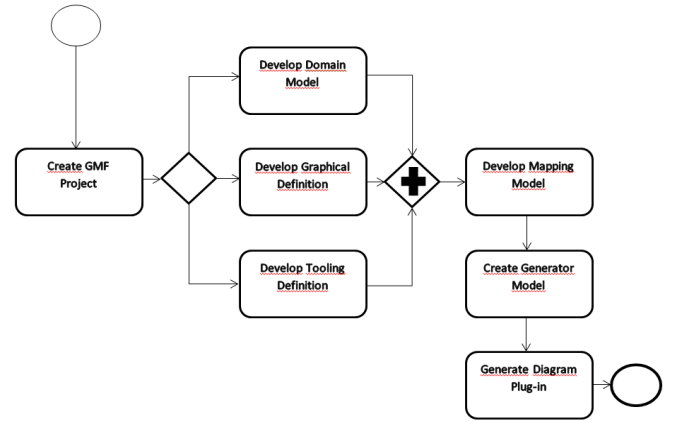 Develop Domain
Model
Create GMF
Project
Develop Graphical
Definition
Develop Mapping
Model
Develop Tooling
Definition
Create Generator
Model
Generate Diagram
Plug-in